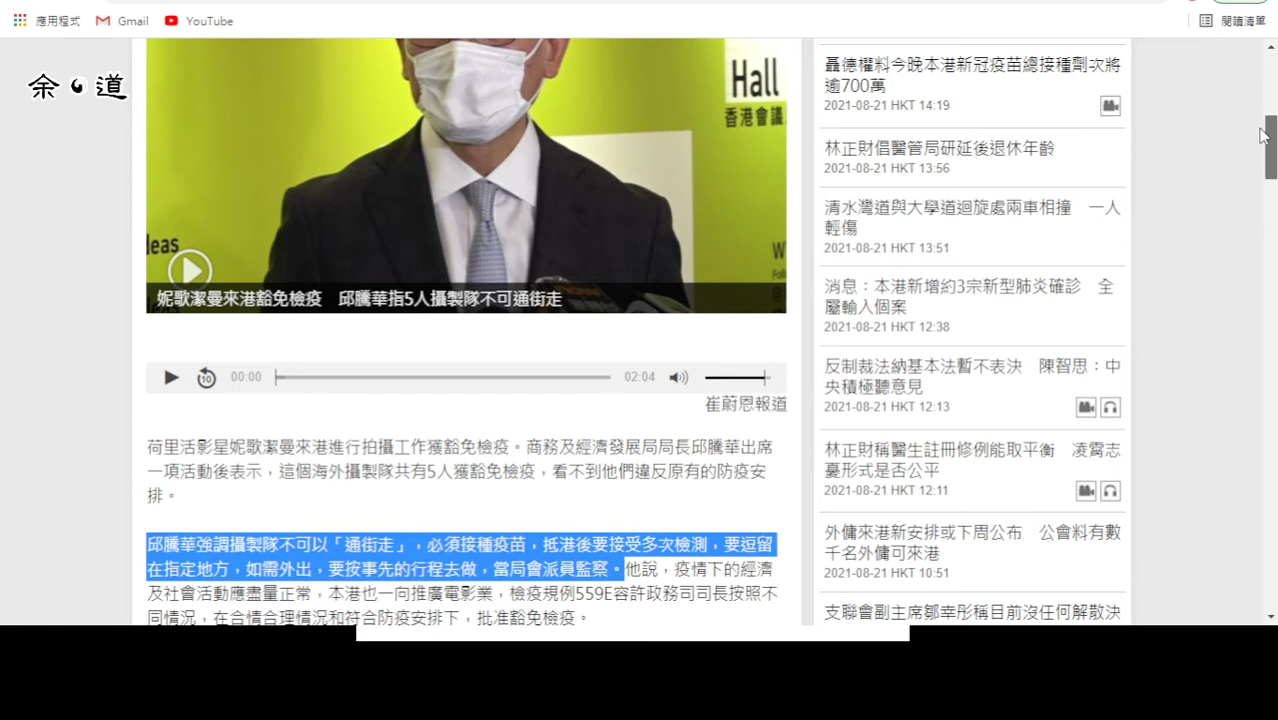 應用程式
Gmail
YouTube
閱讀清單
余道
Hall
香港會議
deas
W
妮歌潔曼來港豁免檢疫　邱騰華指5人攝製隊不可通街走
10
00:00
02:04
崔蔚恩報道
荷里活影星妮歌潔曼來港進行拍攝工作獲豁免檢疫。商務及經濟發展局局長邱騰華出席
一項活動後表示，這個海外攝製隊共有5人獲豁免檢疫，看不到他們違反原有的防疫安
排。
邱騰華強調攝製隊不可以「通街走」，必須接種疫苗，抵港後要接受多次檢測，要逗留
在指定地方，如需外出，要按事先的行程去做，當局會派員監察。他說，疫情下的經濟
及社會活動應盡量正常，本港也一向推廣電影業，檢疫規例559E容許政務司司長按照不
同情況，在合情合理情況和符合防疫安排下，批准豁免檢疫。
聶德權料今晚本港新冠疫苗總接種劑次將
逾700萬
2021-08-21 HKT 14:19
林正財倡醫管局研延後退休年齡
2021-08-21 HKT 13:56
清水灣道與大學道迴旋處兩車相撞　一人
輕傷
2021-08-21 HKT 13:51
消息：本港新增約3宗新型肺炎確診　全
屬輸入個案
2021-08-21 HKT 12:38
反制裁法納基本法暫不表決　陳智思：中
央積極聽意見
2021-08-21 HKT 12:13
林正財稱醫生註冊修例能取平衡　凌霄志
憂形式是否公平
2021-08-21 HKT 12:11
外傭來港新安排或下周公布　公會料有數
千名外傭可來港
2021-08-21 HKT 10:51
支聯會副主席鄒幸彤稱目前沒任何解散決